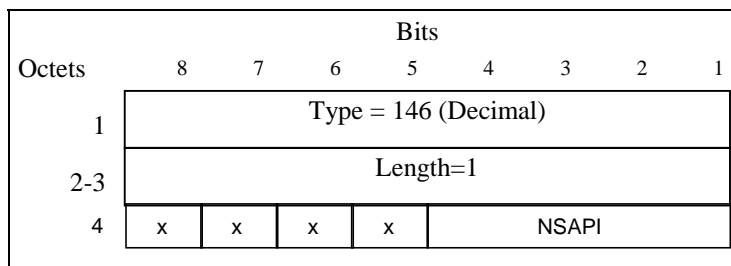 Bits
Octets 8 7 6 5 4 3 2 1
1 Type = 146 (Decimal)
2-3 Length=1
4 x x x x NSAPI